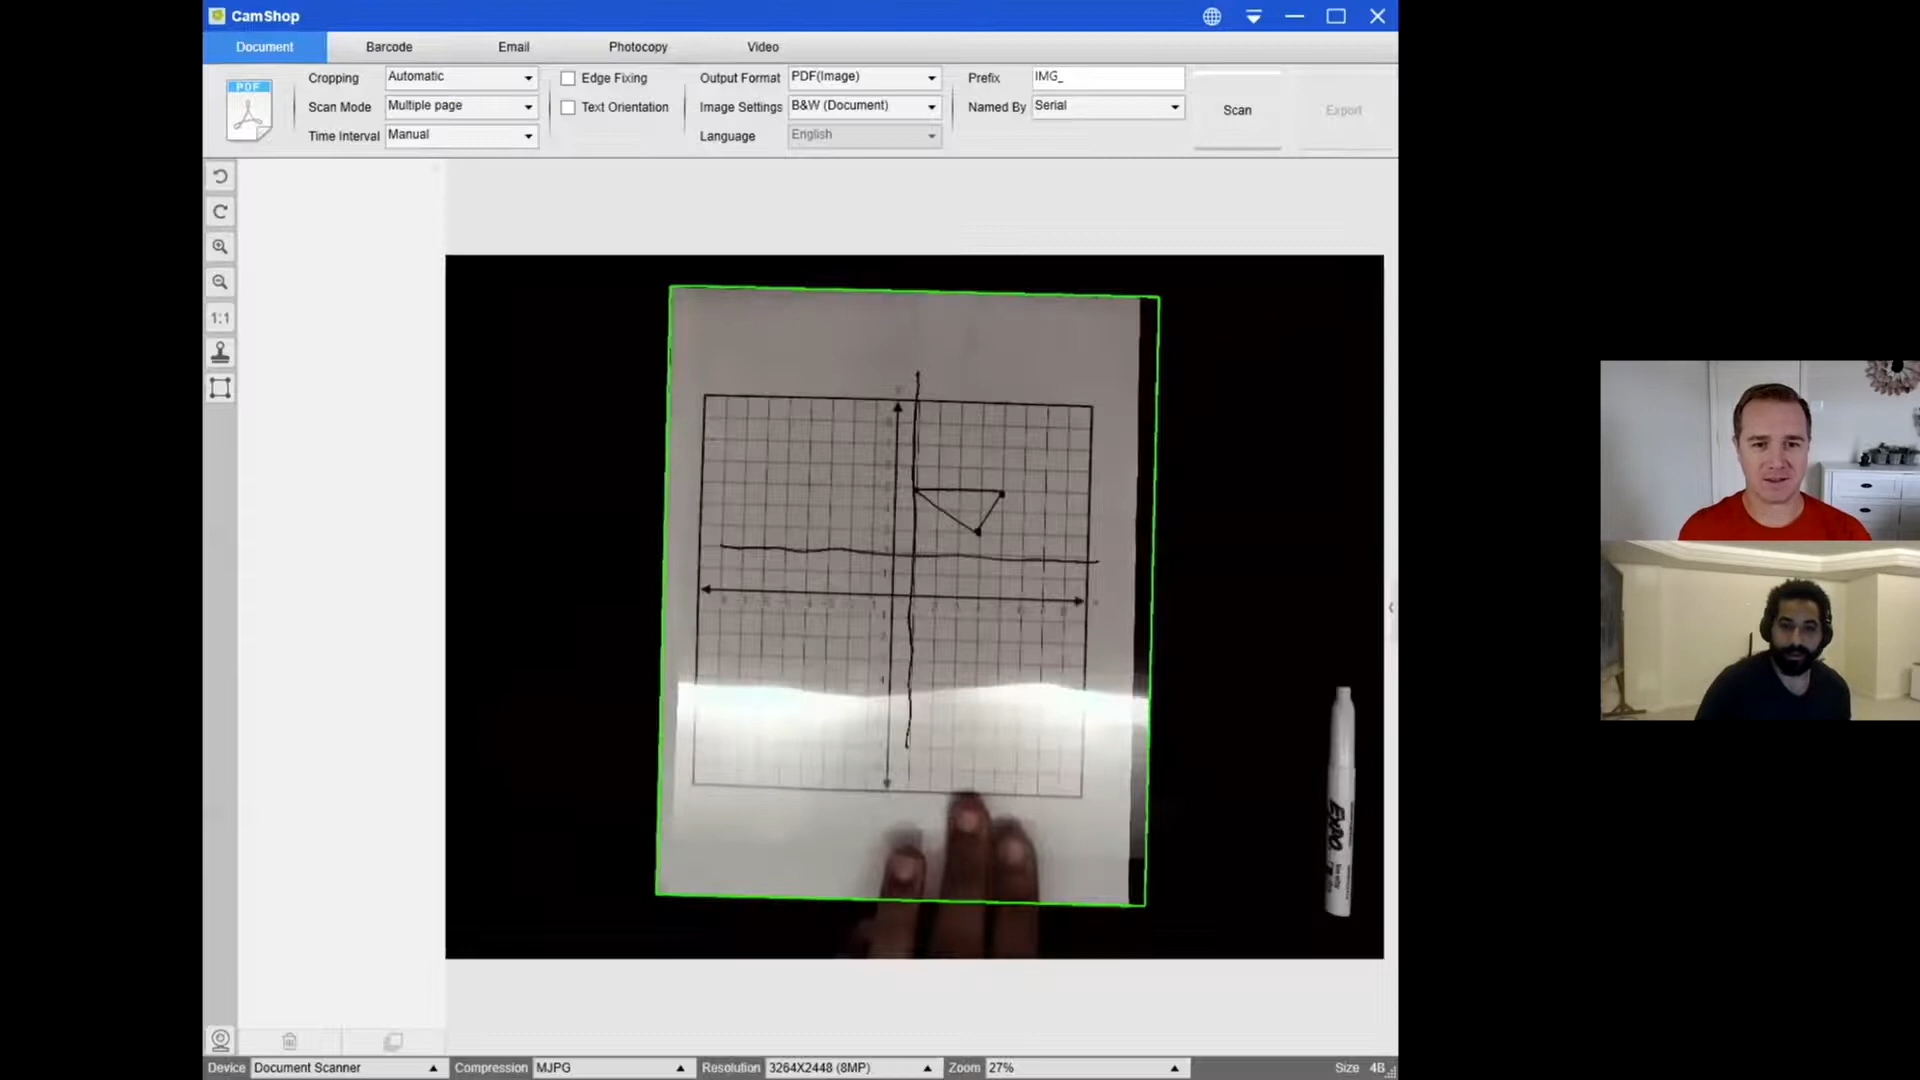 CamShop
Document Barcode Email Photocopy Video
PDF
Cropping Automatic
Scan Mode Multiple page
Time Interval Manual
Edge Fixing
Text Orientation
Output Format PDF(Image)
Image Settings B&W (Document)
Language English
Prefix IMG_
Named By Serial
Scan
Export
1:1
EXPO
Device Document Scanner Compression MJPG Resolution 3264X2448 (8MP) Zoom 27% Size 4B